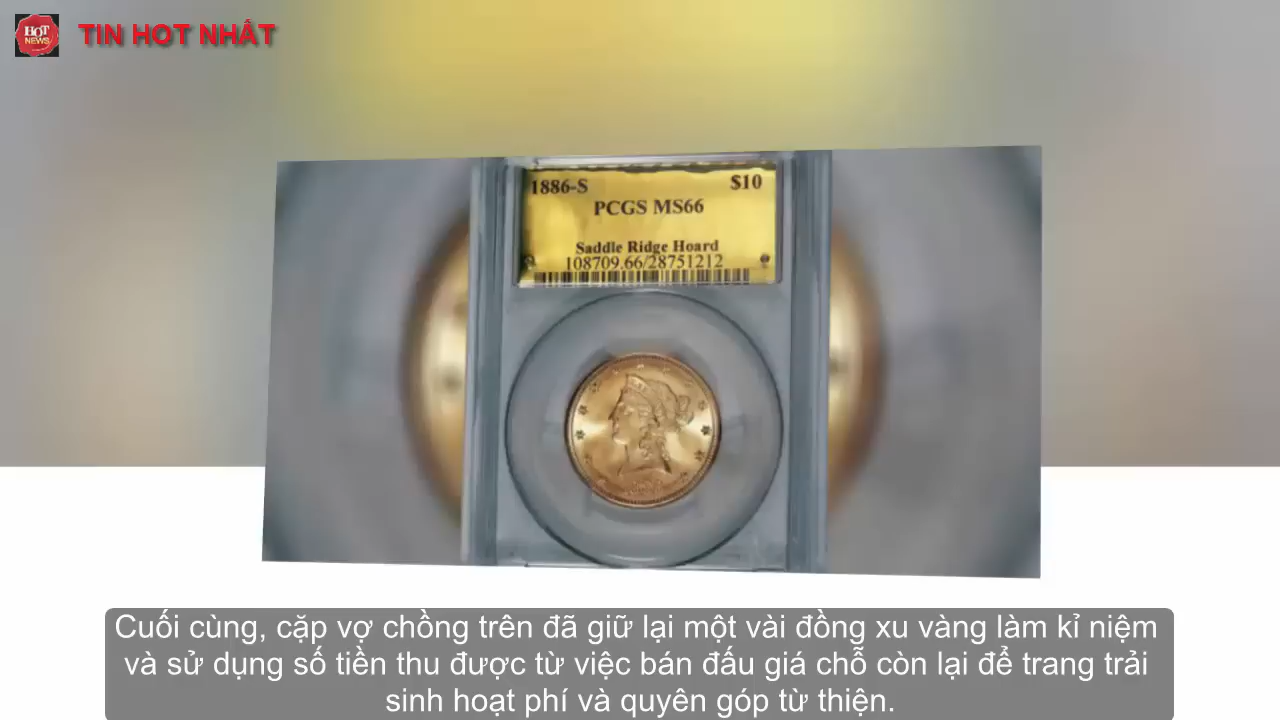 HOT
NEWS
TIN HOT NHẤT
1886-S $10
PCGS MS66
Saddle Ridge Hoard
108709.66/28751212
Cuối cùng, cặp vợ chồng trên đã giữ lại một vài đồng xu vàng làm kỉ niệm
và sử dụng số tiền thu được từ việc bán đấu giá chỗ còn lại để trang trải
sinh hoạt phí và quyên góp từ thiện.